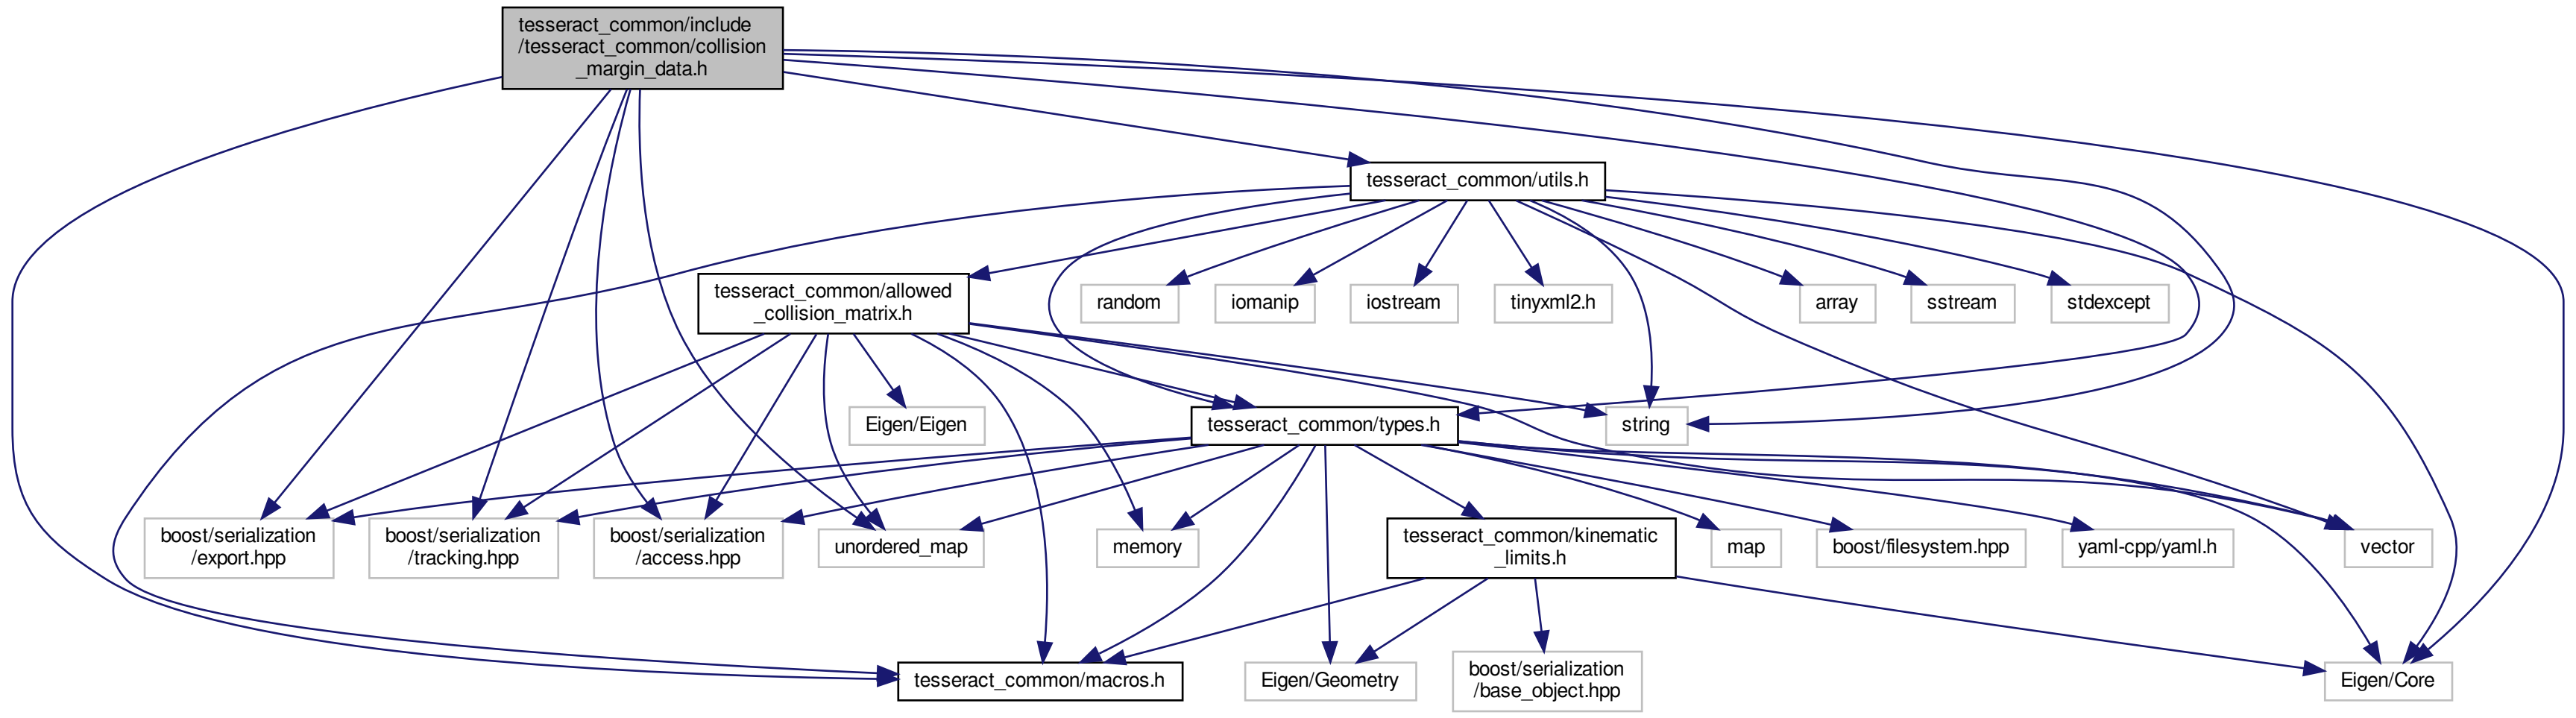 tesseract_common/include
/tesseract_common/collision
_margin_data.h
tesseract_common/utils.h
tesseract_common/allowed
_collision_matrix.h
random
iomanip
iostream
tinyxml2.h
array
sstream
stdexcept
Eigen/Eigen
tesseract_common/types.h
string
boost/serialization
/export.hpp
boost/serialization
/tracking.hpp
boost/serialization
/access.hpp
unordered_map
memory
tesseract_common/kinematic
_limits.h
map
boost/filesystem.hpp
yaml-cpp/yaml.h
vector
tesseract_common/macros.h
Eigen/Geometry
boost/serialization
/base_object.hpp
Eigen/Core